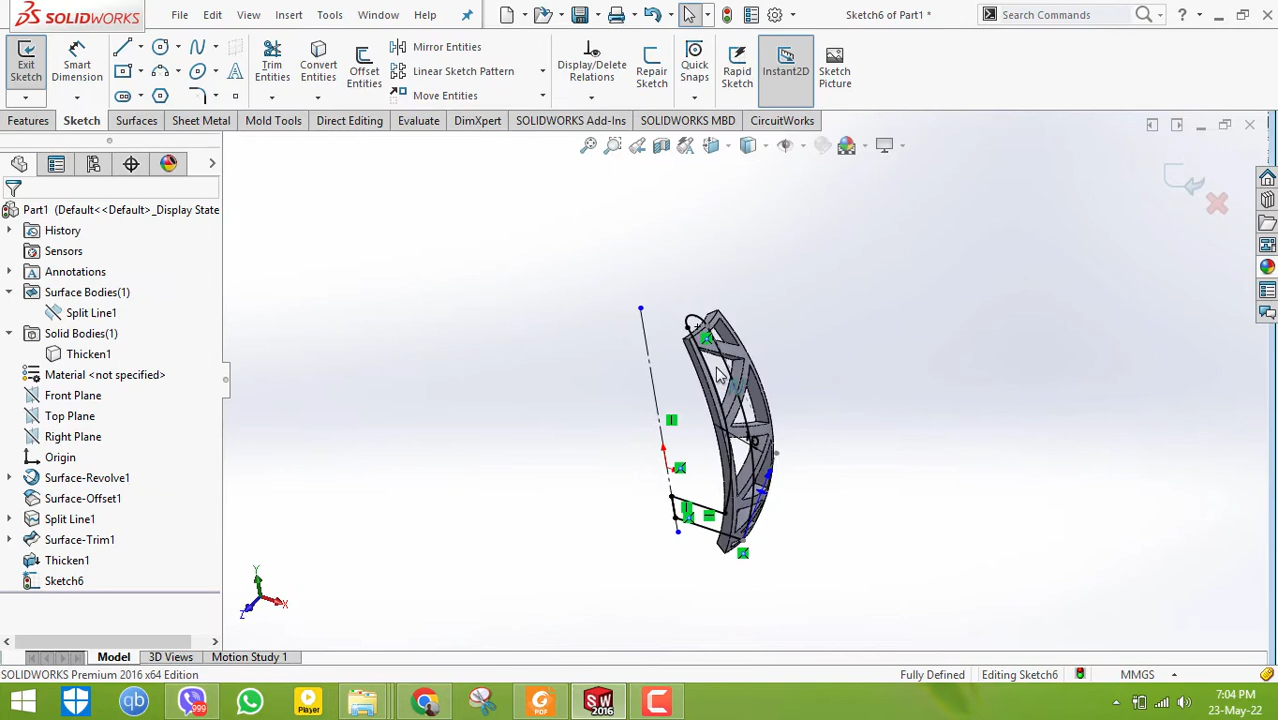 SOLIDWORKS File Edit View Insert Tools Window Help Sketch6 of Part1 * Search Commands ?
Exit Sketch Smart Dimension Trim Entities Convert Entities Offset Entities Mirror Entities Linear Sketch Pattern Move Entities Display/Delete Relations Repair Sketch Quick Snaps Rapid Sketch Instant2D Sketch Picture
Features Sketch Surfaces Sheet Metal Mold Tools Direct Editing Evaluate DimXpert SOLIDWORKS Add-Ins SOLIDWORKS MBD CircuitWorks
Part1 (Default<<Default>_Display State
History
Sensors
Annotations
Surface Bodies(1)
Split Line1
Solid Bodies(1)
Thicken1
Material <not specified>
Front Plane
Top Plane
Right Plane
Origin
Surface-Revolve1
Surface-Offset1
Split Line1
Surface-Trim1
Thicken1
Sketch6
Y
X
Z
Model 3D Views Motion Study 1
SOLIDWORKS Premium 2016 x64 Edition Fully Defined Editing Sketch6 MMGS
qb 999 Player PDF SW 2016 C
7:04 PM
23-May-22